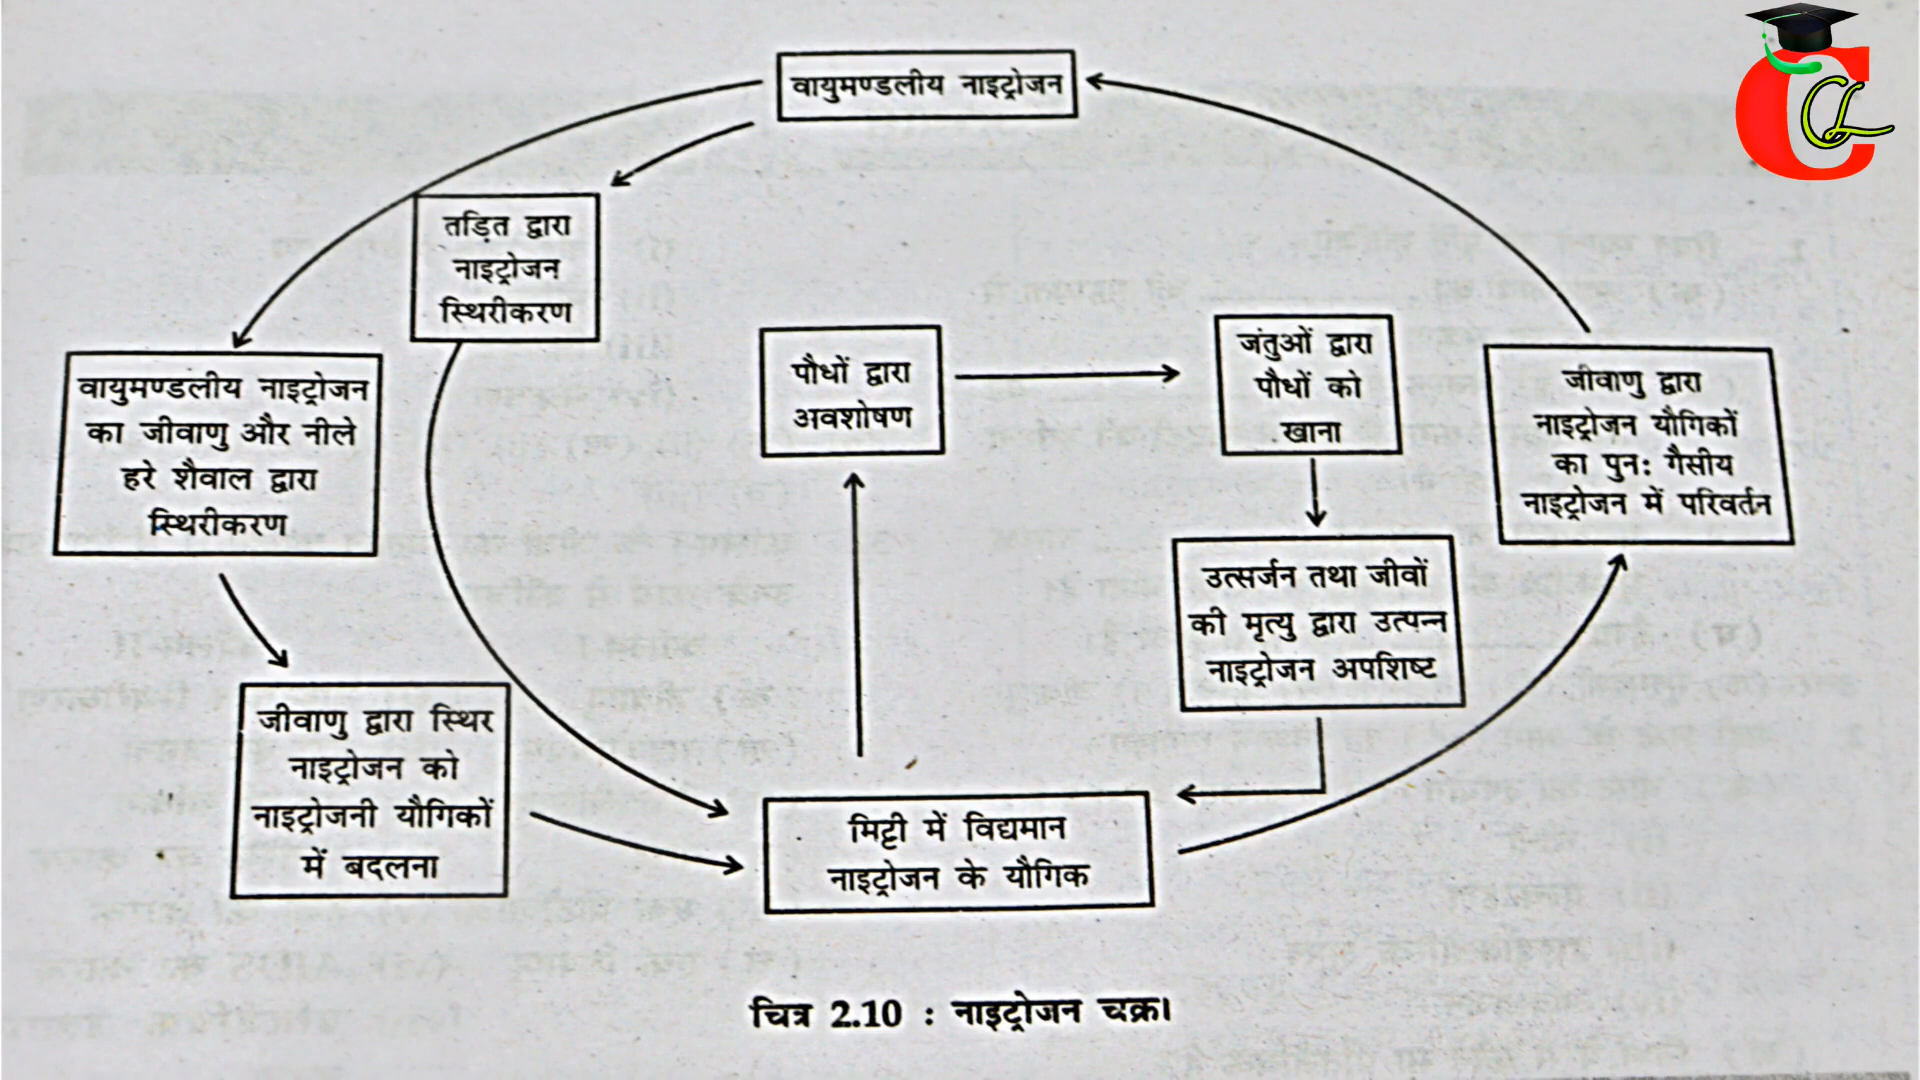 वायुमण्डलीय नाइट्रोजन
तड़ित द्वारा
नाइट्रोजन
स्थिरीकरण
वायुमण्डलीय नाइट्रोजन
का जीवाणु और नीले
हरे शैवाल द्वारा
स्थिरीकरण
पौधों द्वारा
अवशोषण
जंतुओं द्वारा
पौधों को
खाना
जीवाणु द्वारा
नाइट्रोजन यौगिकों
का पुन: गैसीय
नाइट्रोजन में परिवर्तन
उत्सर्जन तथा जीवों
की मृत्यु द्वारा उत्पन्न
नाइट्रोजन अपशिष्ट
जीवाणु द्वारा स्थिर
नाइट्रोजन को
नाइट्रोजनी यौगिकों
में बदलना
मिट्टी में विद्यमान
नाइट्रोजन के यौगिक
चित्र 2.10 : नाइट्रोजन चक्र।